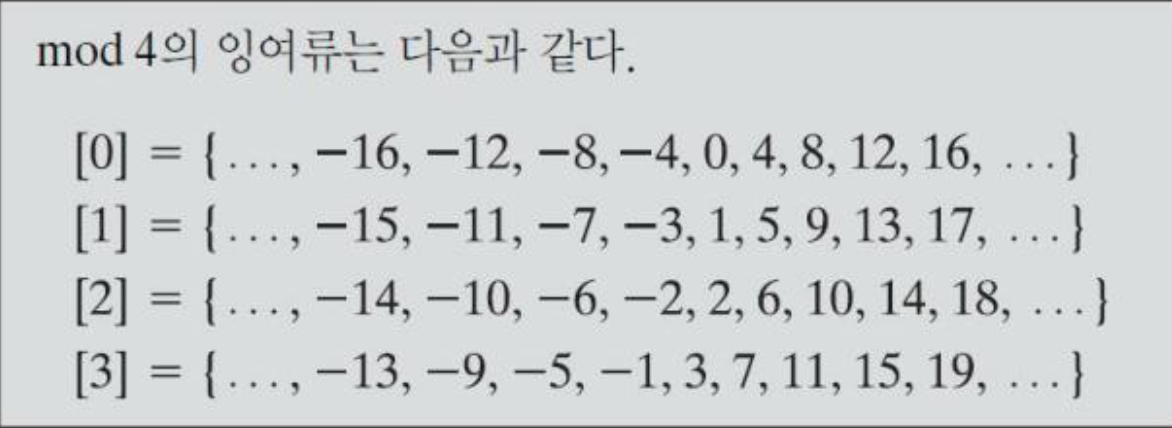 mod 4의 잉여류는 다음과 같다.
[0] = {..., −16, −12, −8, −4, 0, 4, 8, 12, 16, ...}
[1] = {..., −15, −11, −7, −3, 1, 5, 9, 13, 17, ...}
[2] = {..., −14, −10, −6, −2, 2, 6, 10, 14, 18, ...}
[3] = {..., −13, −9, −5, −1, 3, 7, 11, 15, 19, ...}